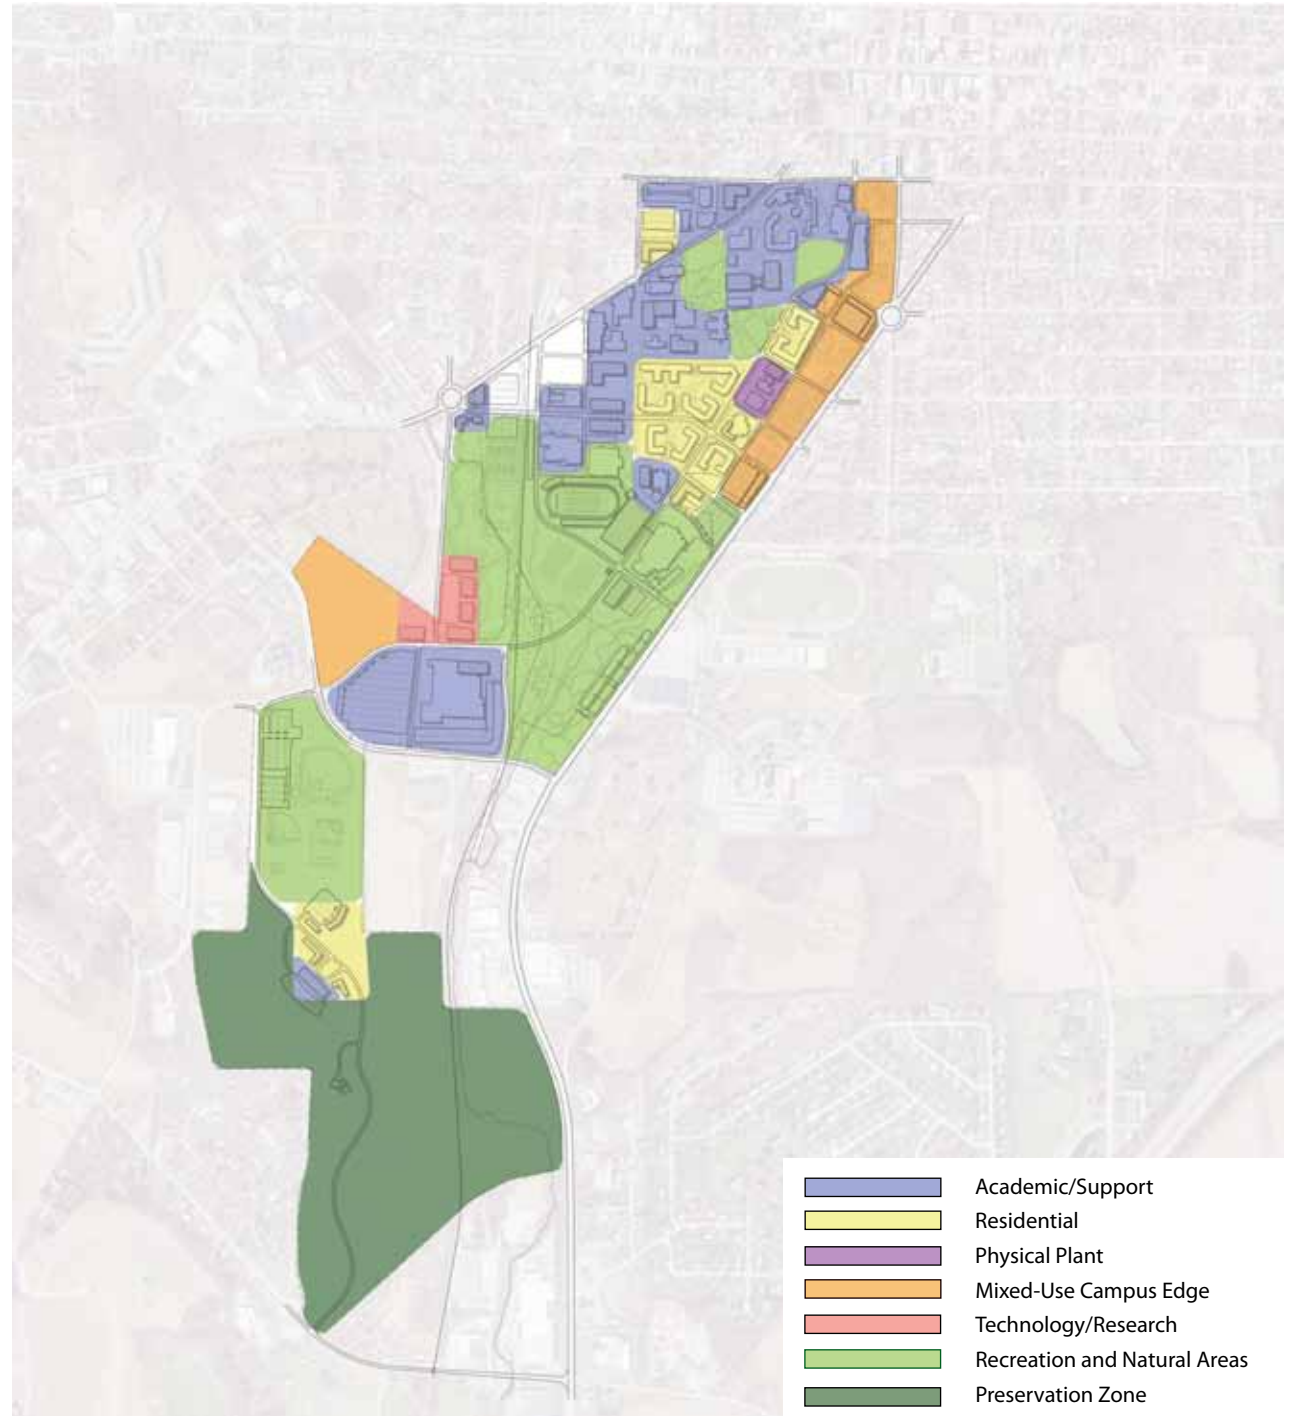 Academic/Support
Residential
Physical Plant
Mixed-Use Campus Edge
Technology/Research
Recreation and Natural Areas
Preservation Zone